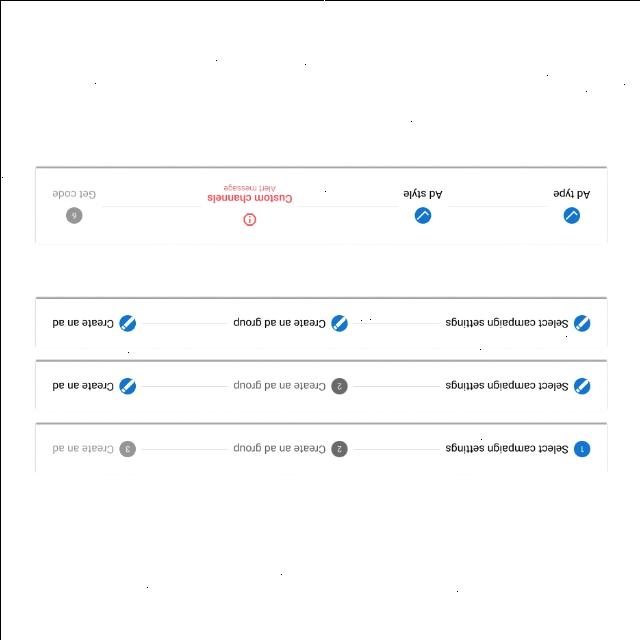 1 Select campaign settings 2 Create an ad group 3 Create an ad
Select campaign settings 2 Create an ad group Create an ad
Select campaign settings Create an ad group Create an ad
6
Ad type Ad style Custom channels Get code
Alert message